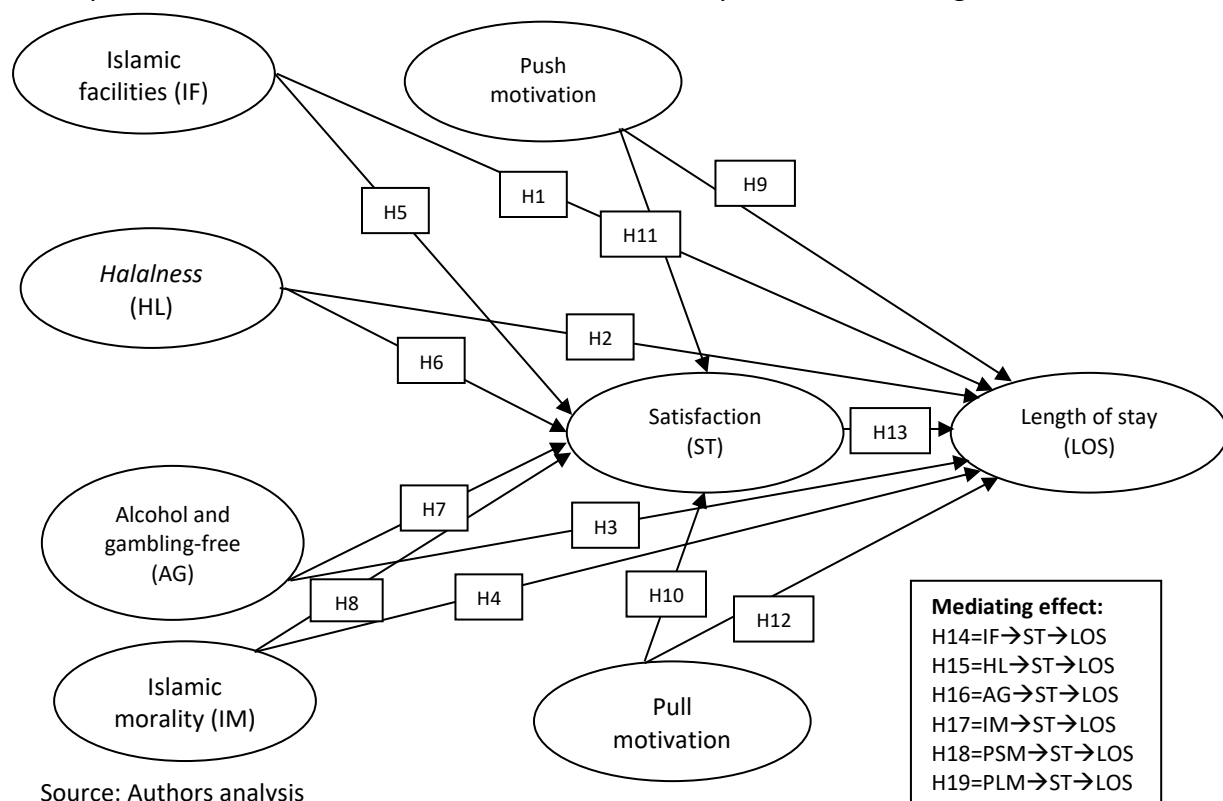 Islamic
facilities (IF)
Push
motivation
H9
H1
H5
H11
Halalness
(HL)
H2
H6
Satisfaction
(ST)
H13
Length of stay
(LOS)
Alcohol and
gambling-free
(AG)
H7
H3
H8
H4
H10
H12
Islamic
morality (IM)
Pull
motivation
Mediating effect:
H14=IF→ST→LOS
H15=HL→ST→LOS
H16=AG→ST→LOS
H17=IM→ST→LOS
H18=PSM→ST→LOS
H19=PLM→ST→LOS
Source: Authors analysis